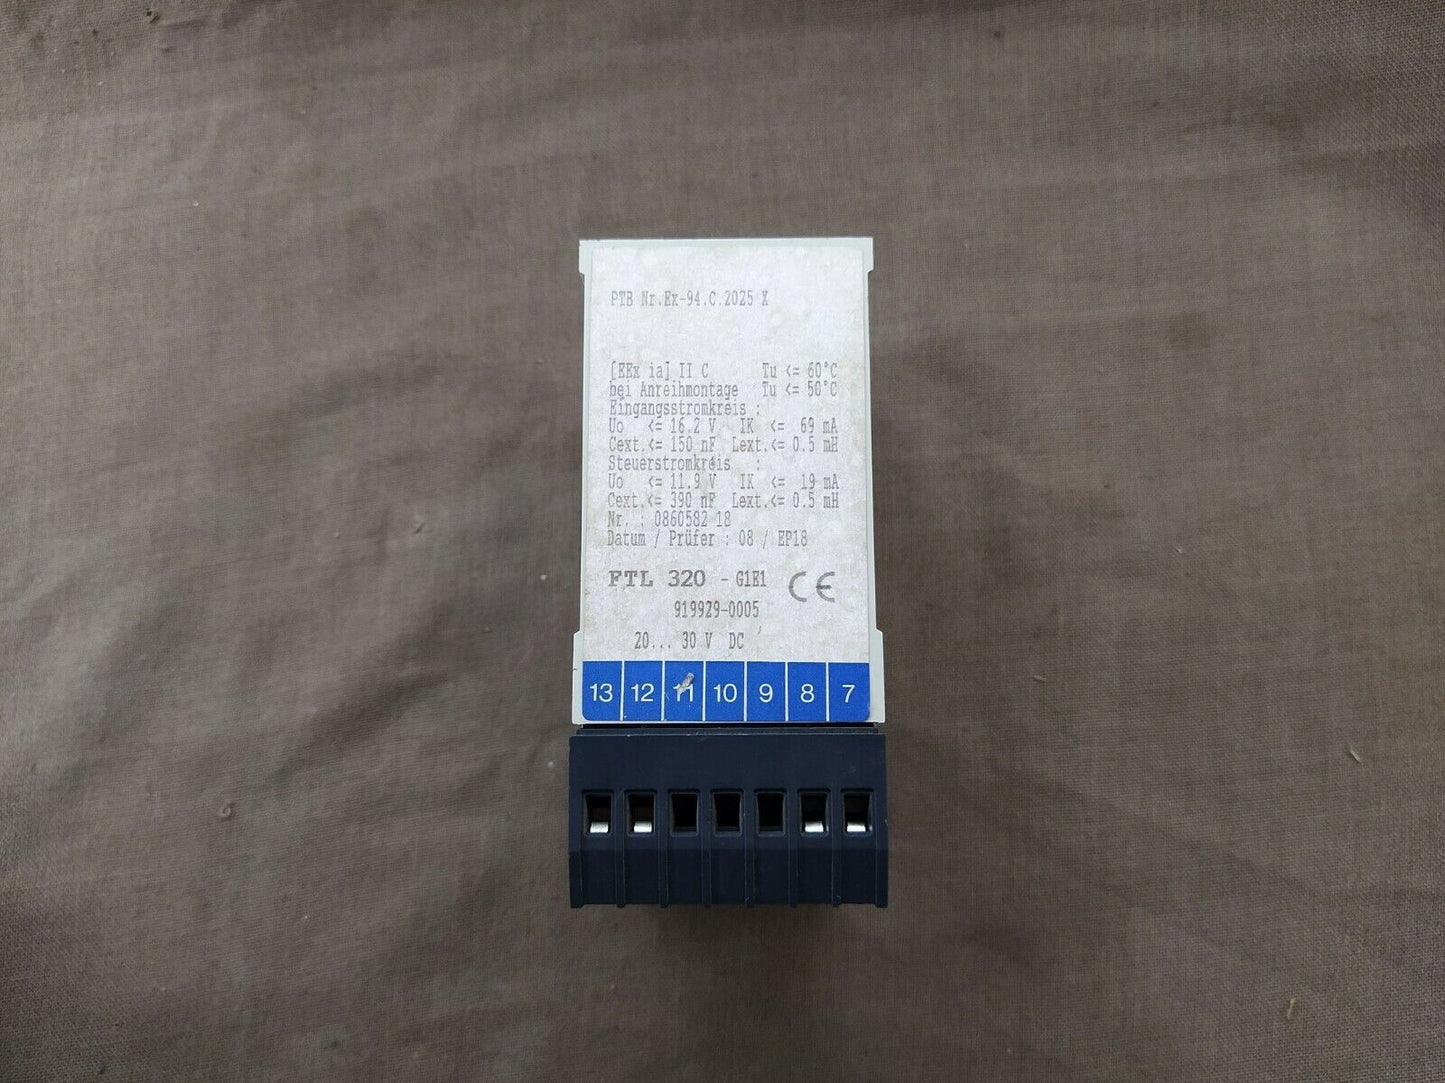 PTB Nr.Ex-94.C.2025 X
[EEx ia] II C Tu <= 60°C
bei Anreihmontage Tu <= 50°C
Eingangsstromkreis :
Uo <= 16.2 V IK <= 69 mA
Cext.<= 150 nF Lext.<= 0.5 mH
Steuerstromkreis :
Uo <= 11.9 V IK <= 19 mA
Cext.<= 390 nF Lext.<= 0.5 mH
Nr. : 0860582 18
Datum / Prüfer : 08 / EP18
FTL 320 - G1E1 CE
919929-0005
20... 30 V DC
13 12 11 10 9 8 7